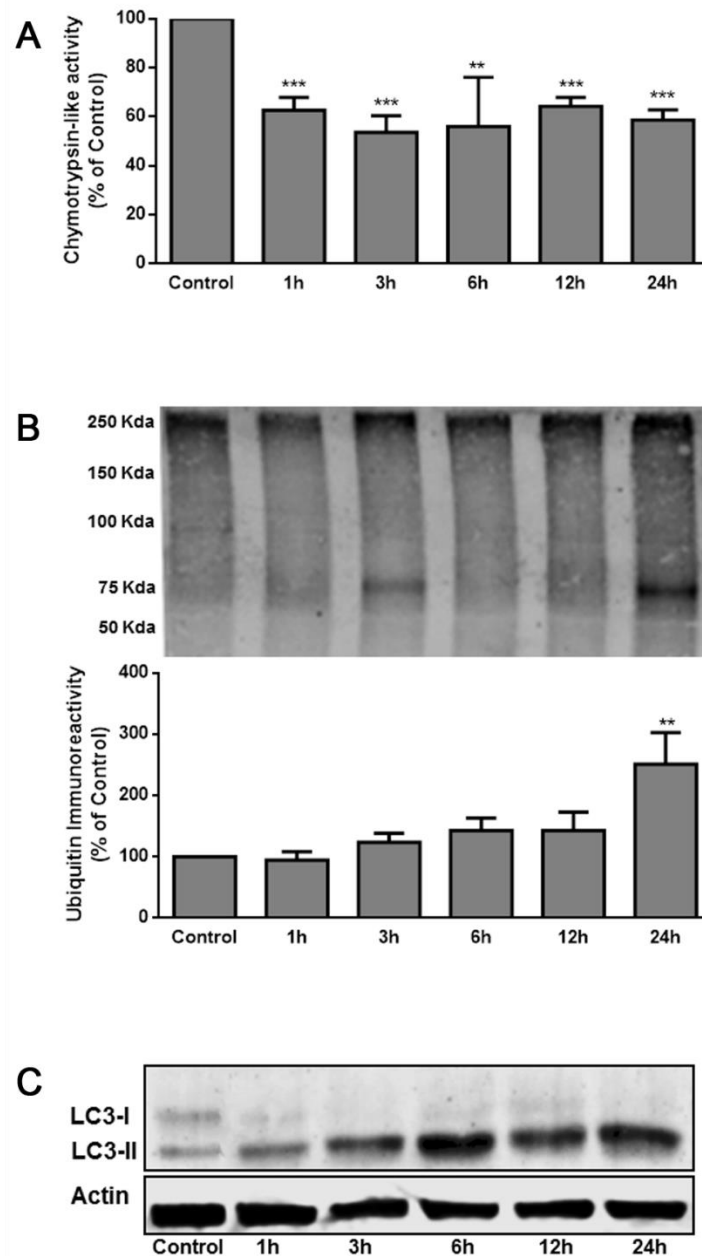 A
Chymotrypsin-like activity
(% of Control)
100
80
60
40
20
0
***
***
**
***
***
Control 1h 3h 6h 12h 24h
B
250 Kda
150 Kda
100 Kda
75 Kda
50 Kda
Ubiquitin Immunoreactivity
(% of Control)
400
300
200
100
0
**
Control 1h 3h 6h 12h 24h
C
LC3-I
LC3-II
Actin
Control 1h 3h 6h 12h 24h